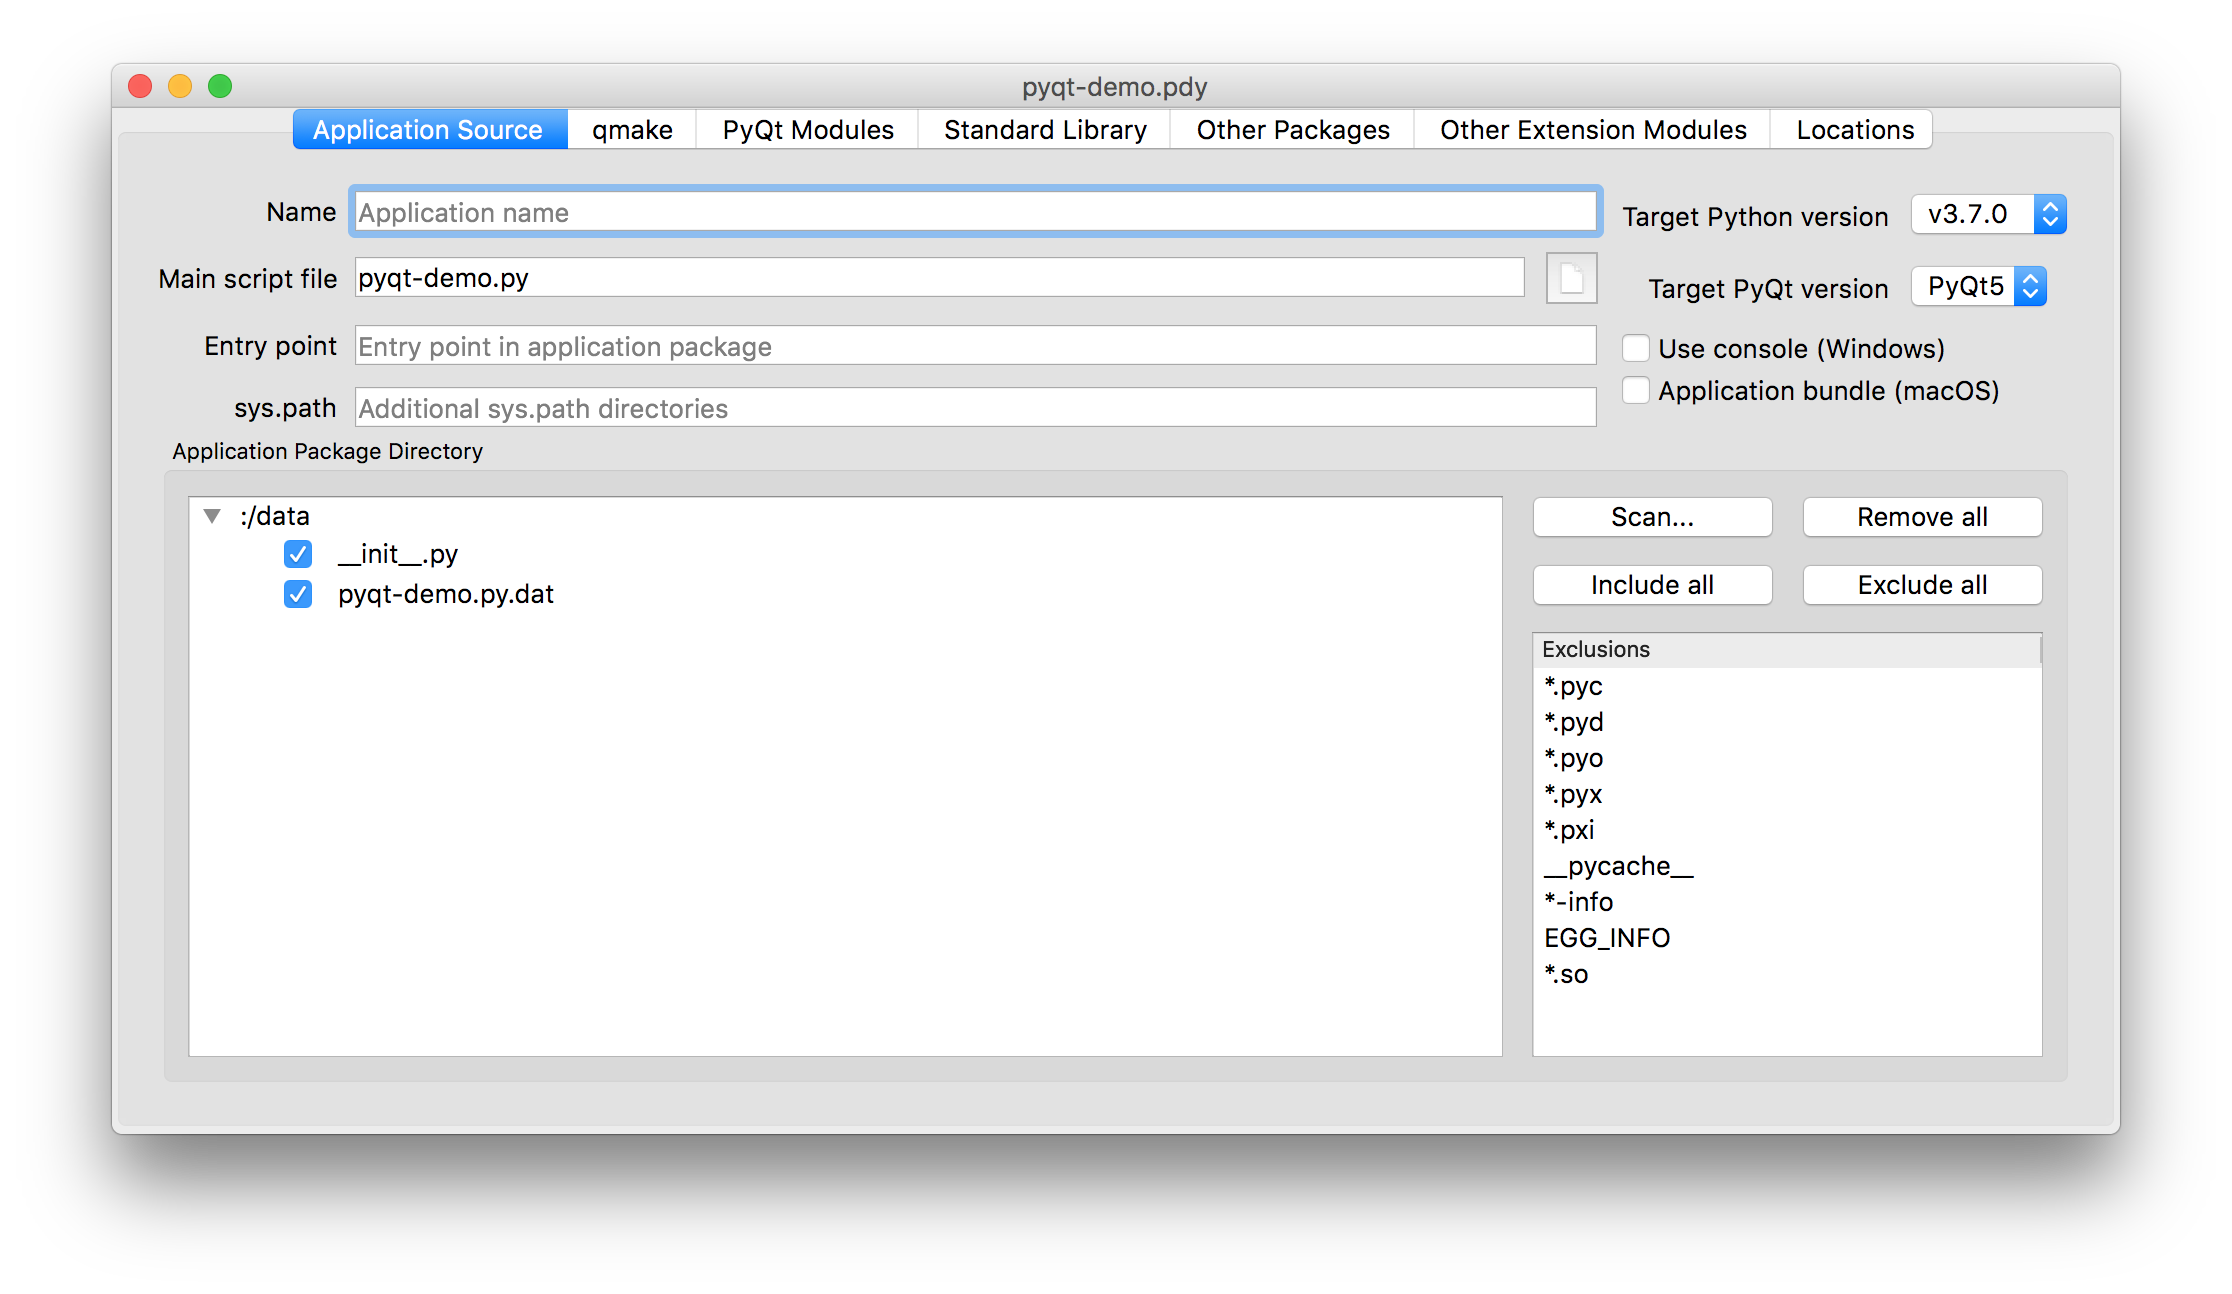 pyqt-demo.pdy
Application Source qmake PyQt Modules Standard Library Other Packages Other Extension Modules Locations
Name Application name Target Python version v3.7.0
Main script file pyqt-demo.py Target PyQt version PyQt5
Entry point Entry point in application package Use console (Windows)
sys.path Additional sys.path directories Application bundle (macOS)
Application Package Directory
:/data
__init__.py
pyqt-demo.py.dat
Scan... Remove all
Include all Exclude all
Exclusions
*.pyc
*.pyd
*.pyo
*.pyx
*.pxi
__pycache__
*-info
EGG_INFO
*.so